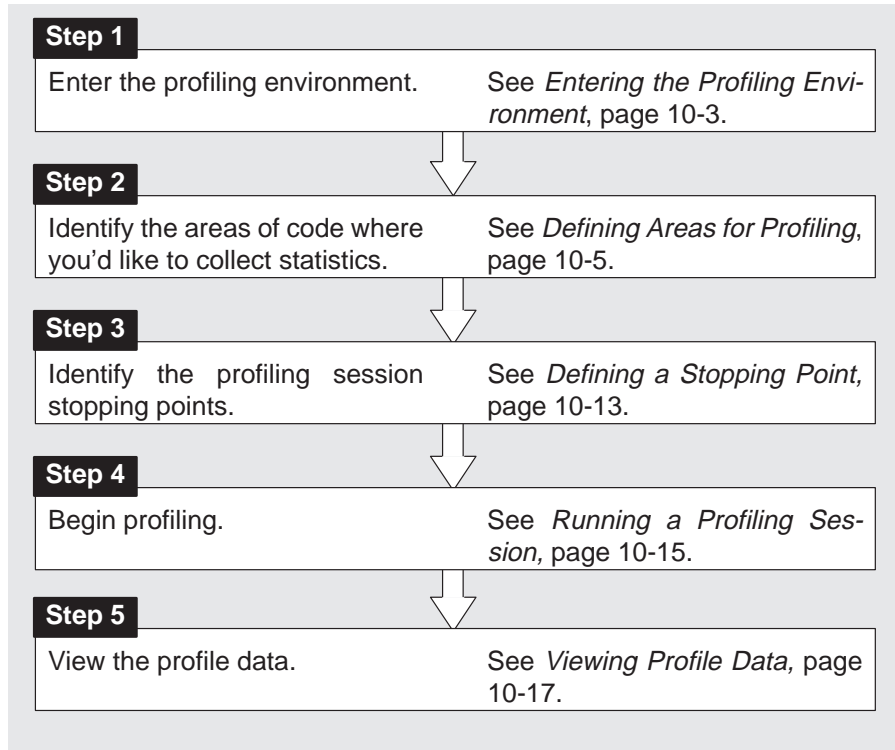 Step 1
Enter the profiling environment.
See Entering the Profiling Envi-
ronment, page 10-3.
Step 2
Identify the areas of code where
you'd like to collect statistics.
See Defining Areas for Profiling,
page 10-5.
Step 3
Identify the profiling session
stopping points.
See Defining a Stopping Point,
page 10-13.
Step 4
Begin profiling.
See Running a Profiling Ses-
sion, page 10-15.
Step 5
View the profile data.
See Viewing Profile Data, page
10-17.